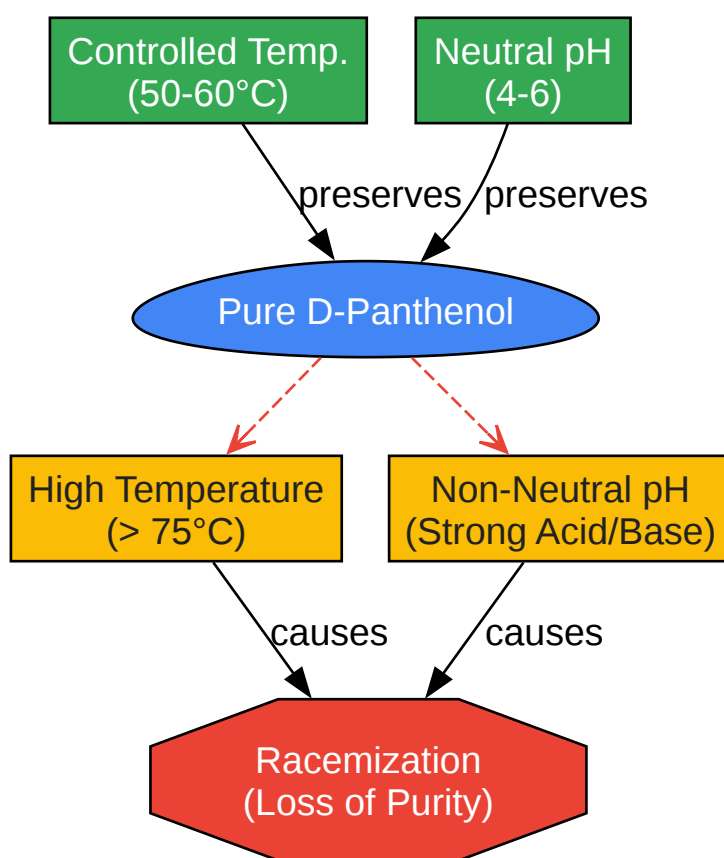 Controlled Temp.
(50-60°C)
Neutral pH
(4-6)
preserves
preserves
Pure D-Panthenol
High Temperature
(> 75°C)
Non-Neutral pH
(Strong Acid/Base)
causes
causes
Racemization
(Loss of Purity)